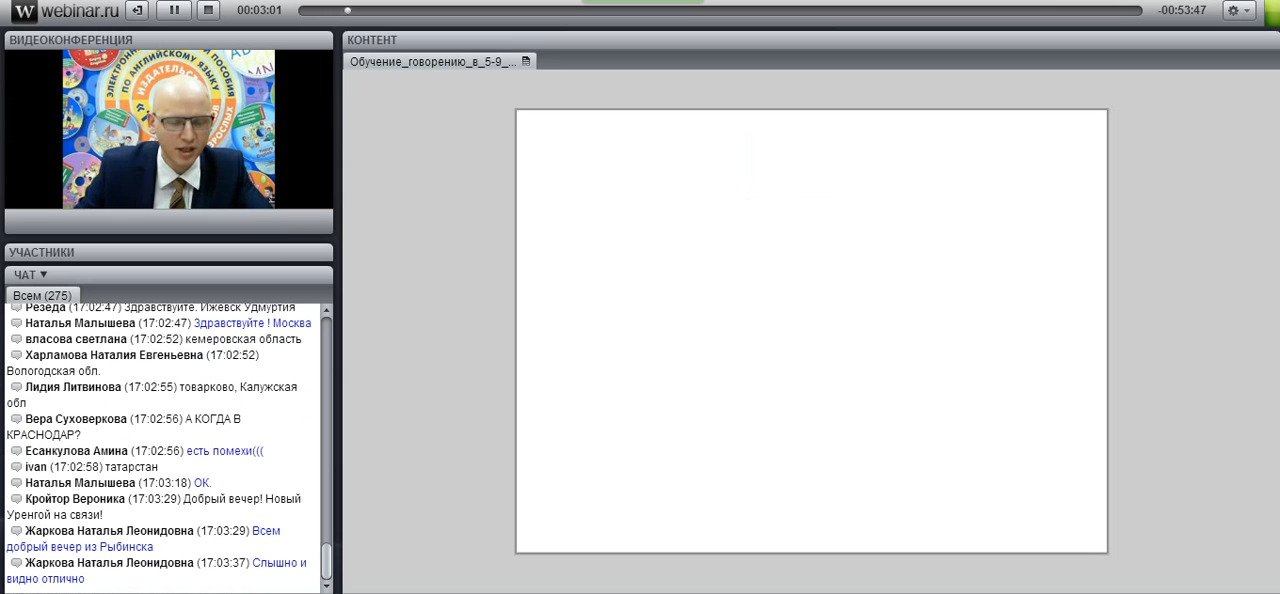 webinar.ru
00:03:01
-00:53:47
ВИДЕОКОНФЕРЕНЦИЯ
КОНТЕНТ
Обучение_говорению_в_5-9_...
ЭЛЕКТРОННЫЕ ПОСОБИЯ
ПО АНГЛИЙСКОМУ ЯЗЫКУ
УЧАСТНИКИ
ЧАТ
Всем (275)
Резеда (17:02:47) Здравствуйте. Ижевск Удмуртия
Наталья Малышева (17:02:47) Здравствуйте ! Москва
власова светлана (17:02:52) кемеровская область
Харламова Наталия Евгеньевна (17:02:52)
Вологодская обл.
Лидия Литвинова (17:02:55) товарково, Калужская
обл
Вера Суховеркова (17:02:56) А КОГДА В
КРАСНОДАР?
Есанкулова Амина (17:02:56) есть помехи(((
ivan (17:02:58) татарстан
Наталья Малышева (17:03:18) ОК.
Кройтор Вероника (17:03:29) Добрый вечер! Новый
Уренгой на связи!
Жаркова Наталья Леонидовна (17:03:29) Всем
добрый вечер из Рыбинска
Жаркова Наталья Леонидовна (17:03:37) Слышно и
видно отлично